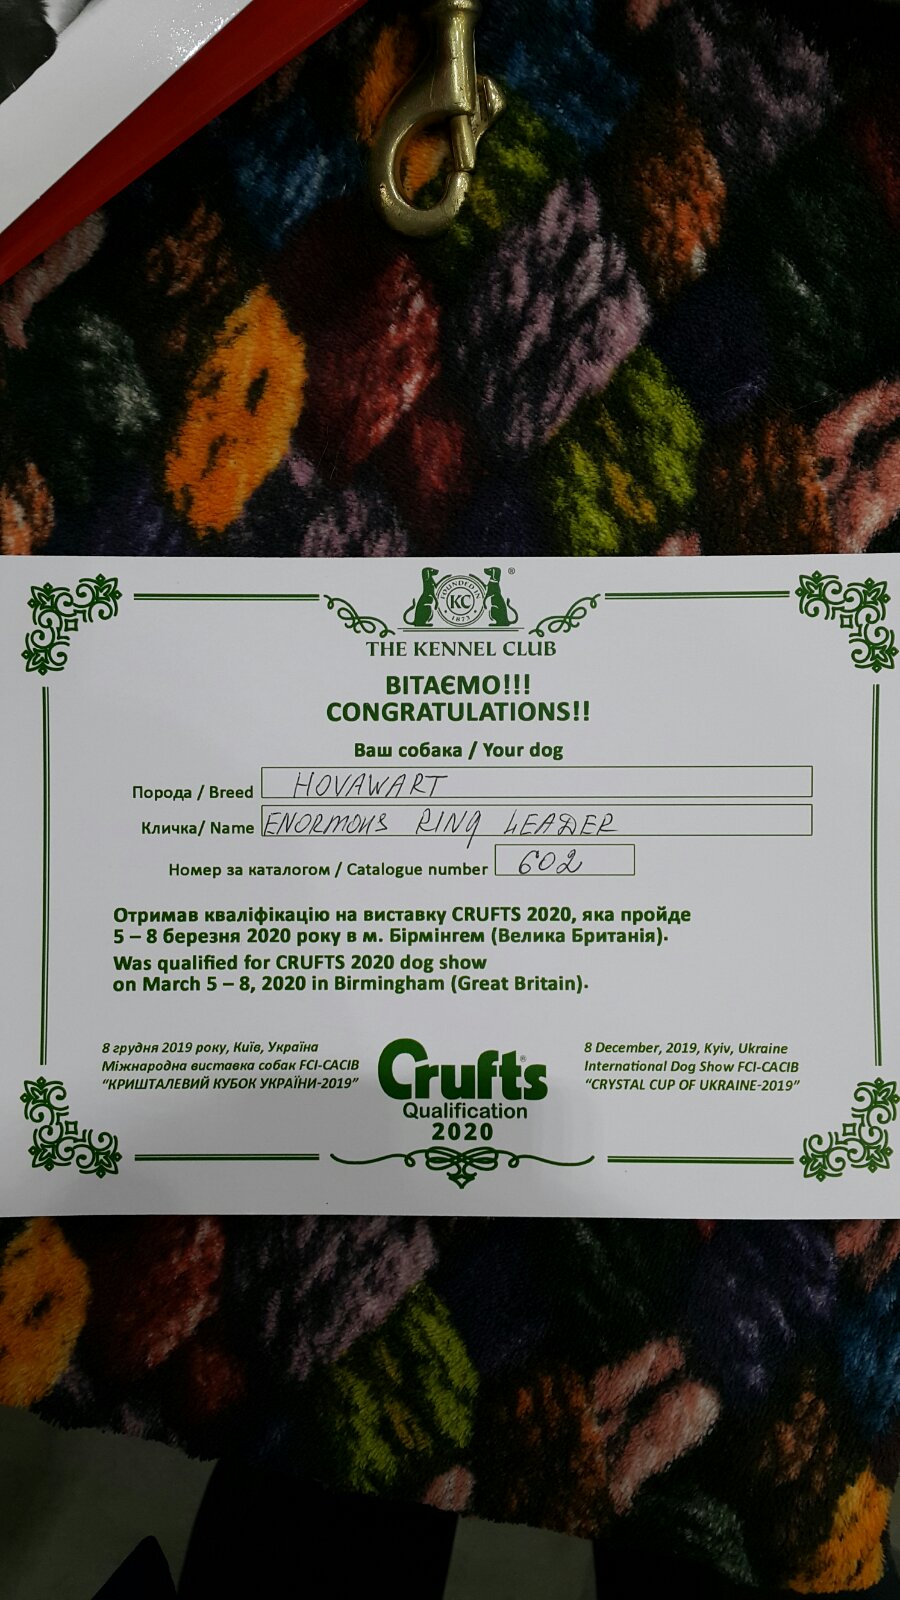 FOUNDED IN
KC
1873
®
THE KENNEL CLUB
ВІТАЄМО!!!
CONGRATULATIONS!!
Ваш собака / Your dog
Порода / Breed HOVAWART
Кличка/ Name ENORMOUS RING LEADER
Номер за каталогом / Catalogue number 602
Отримав кваліфікацію на виставку CRUFTS 2020, яка пройде
5 – 8 березня 2020 року в м. Бірмінгем (Велика Британія).
Was qualified for CRUFTS 2020 dog show
on March 5 – 8, 2020 in Birmingham (Great Britain).
8 грудня 2019 року, Київ, Україна
Міжнародна виставка собак FCI-CACIB
“КРИШТАЛЕВИЙ КУБОК УКРАЇНИ-2019”
Crufts®
Qualification
2020
8 December, 2019, Kyiv, Ukraine
International Dog Show FCI-CACIB
“CRYSTAL CUP OF UKRAINE-2019”